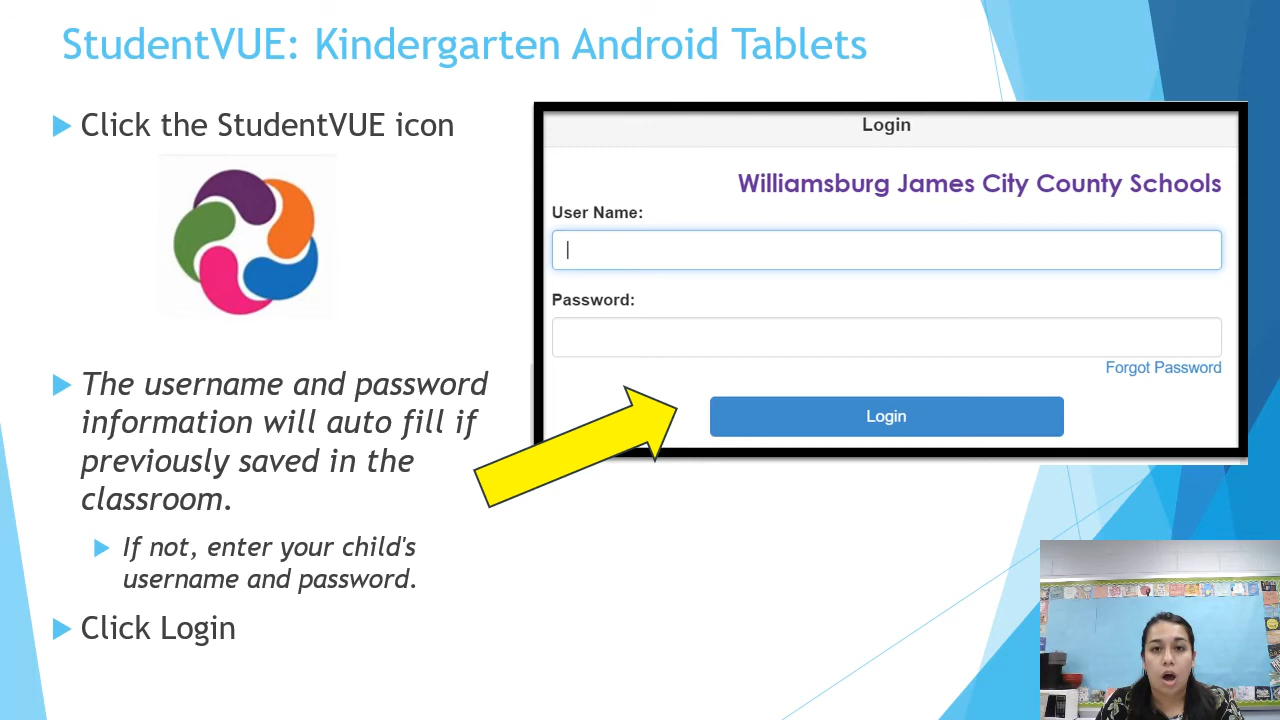 StudentVUE: Kindergarten Android Tablets
Click the StudentVUE icon
The username and password
information will auto fill if
previously saved in the
classroom.
If not, enter your child's
username and password.
Click Login
Login
Williamsburg James City County Schools
User Name:
Password:
Forgot Password
Login